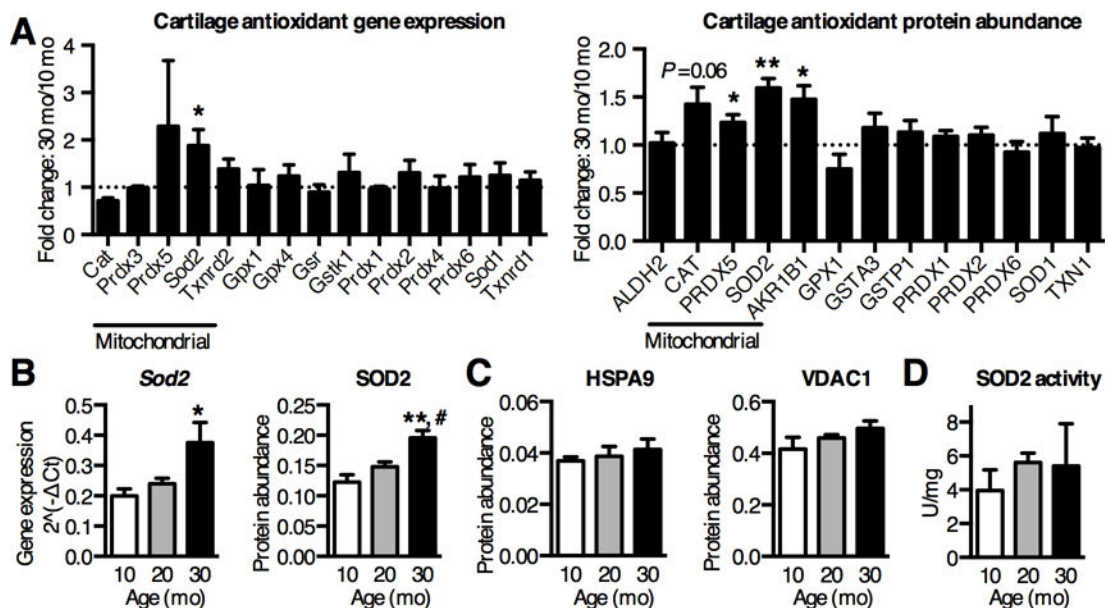 A
Cartilage antioxidant gene expression
Fold change: 30 mo/10 mo
4
3
2
1
0
*
Cat
Prdx3
Prdx5
Sod2
Txnrd2
Gpx1
Gpx4
Gsr
Gstk1
Prdx1
Prdx2
Prdx4
Prdx6
Sod1
Txnrd1
Mitochondrial
Cartilage antioxidant protein abundance
Fold change: 30 mo/10 mo
2.0
1.5
1.0
0.5
0.0
P=0.06
*
**
*
ALDH2
CAT
PRDX5
SOD2
AKR1B1
GPX1
GSTA3
GSTP1
PRDX1
PRDX2
PRDX6
SOD1
TXN1
Mitochondrial
B
Sod2
Gene expression
2^(-ΔCt)
0.5
0.4
0.3
0.2
0.1
0.0
*
10 20 30
Age (mo)
SOD2
Protein abundance
0.25
0.20
0.15
0.10
0.05
0.00
**, #
10 20 30
Age (mo)
C
HSPA9
Protein abundance
0.06
0.04
0.02
0.00
10 20 30
Age (mo)
VDAC1
Protein abundance
0.6
0.4
0.2
0.0
10 20 30
Age (mo)
D
SOD2 activity
U/mg
8
6
4
2
0
10 20 30
Age (mo)